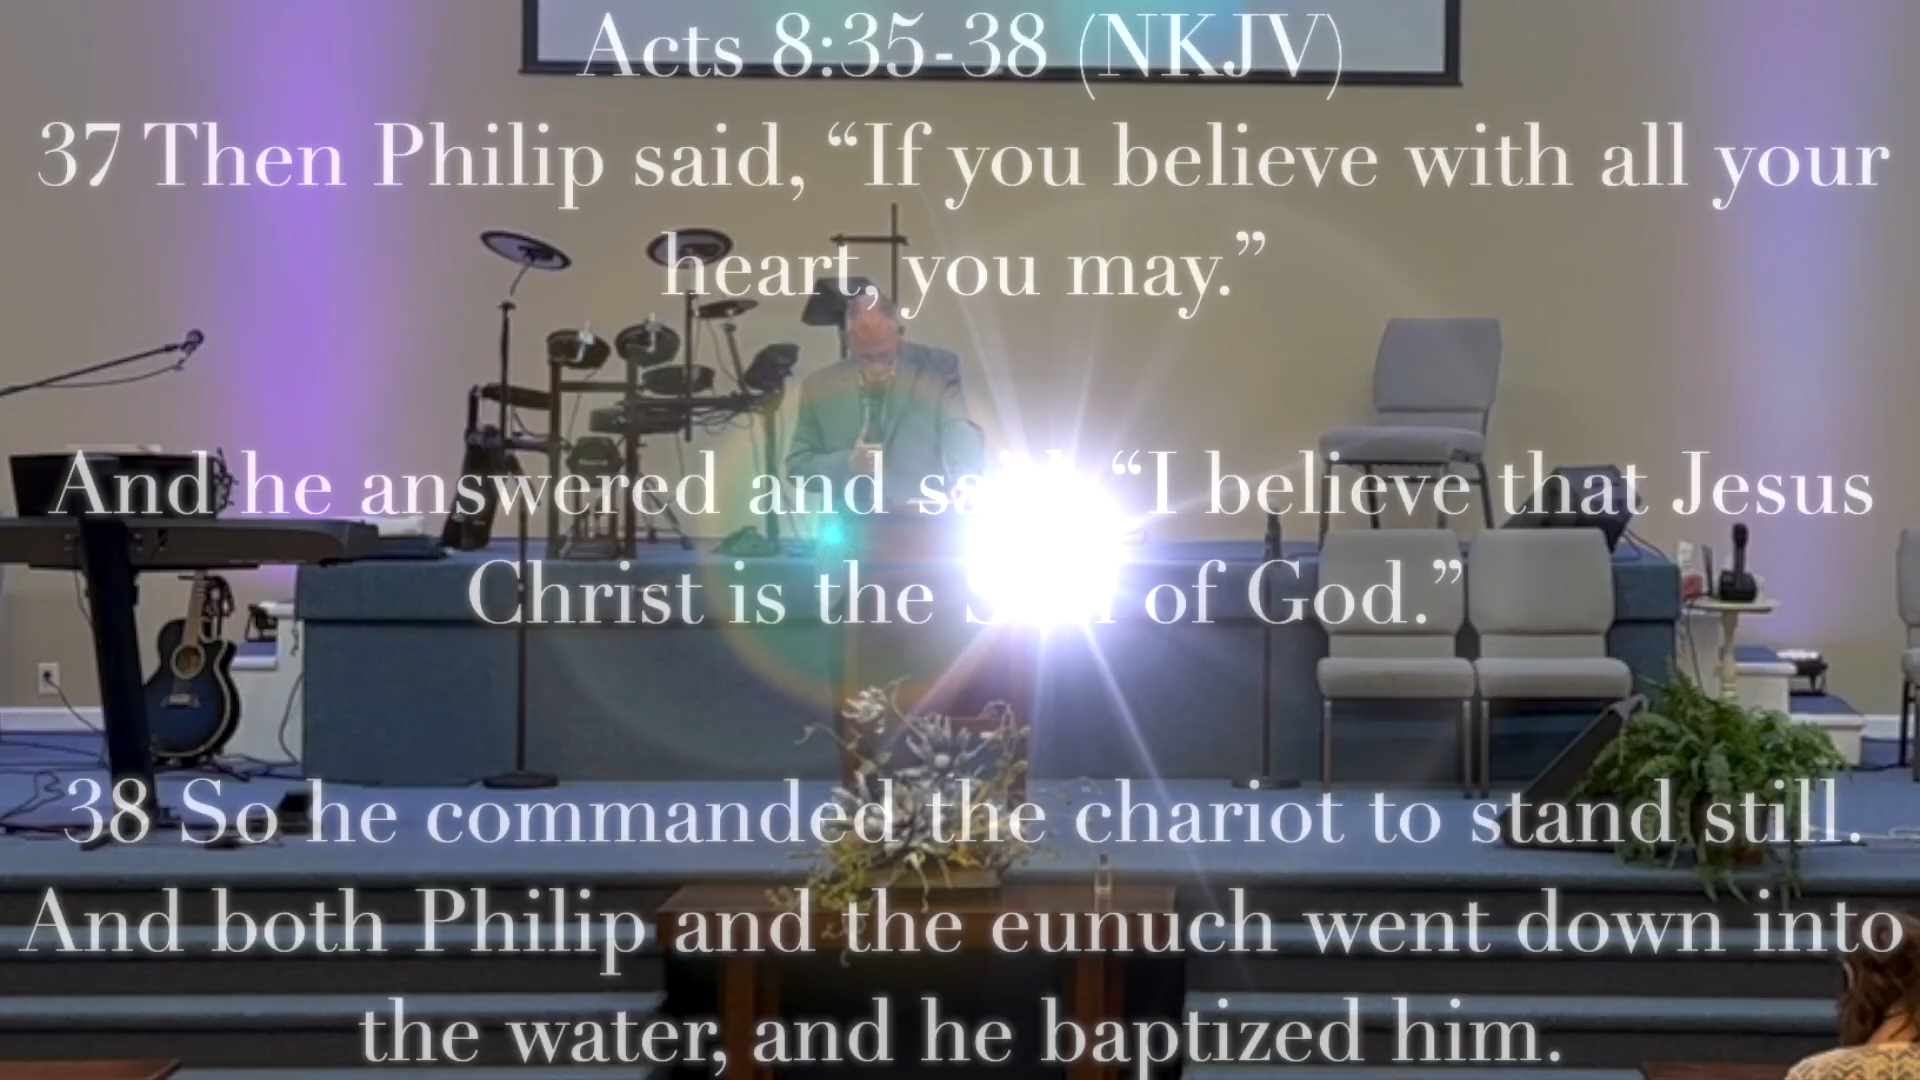 Acts 8:35-38 (NKJV)
37 Then Philip said, “If you believe with all your
heart, you may.”
And he answered and “I believe that Jesus
Christ is the of God.”
38 So he commanded the chariot to stand still.
And both Philip and the eunuch went down into
the water, and he baptized him.